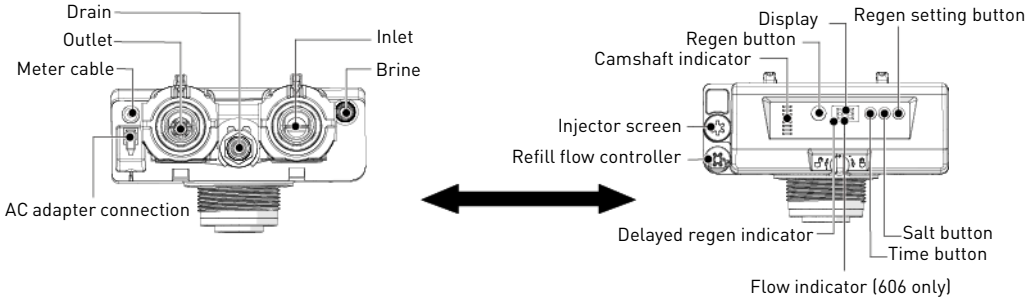 Drain
Outlet
Meter cable
Inlet
Brine
AC adapter connection
Display
Regen setting button
Regen button
Camshaft indicator
Injector screen
Refill flow controller
Delayed regen indicator
Salt button
Time button
Flow indicator (606 only)